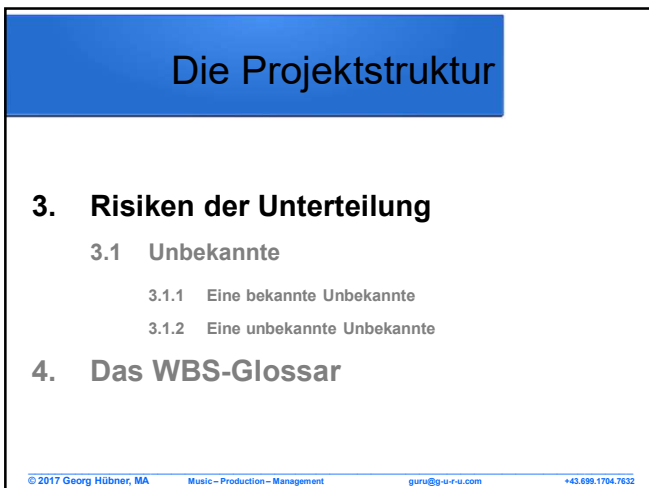 Die Projektstruktur
3. Risiken der Unterteilung
3.1 Unbekannte
3.1.1 Eine bekannte Unbekannte
3.1.2 Eine unbekannte Unbekannte
4. Das WBS-Glossar
© 2017 Georg Hübner, MA Music – Production – Management guru@g-u-r-u.com +43.699.1704.7632